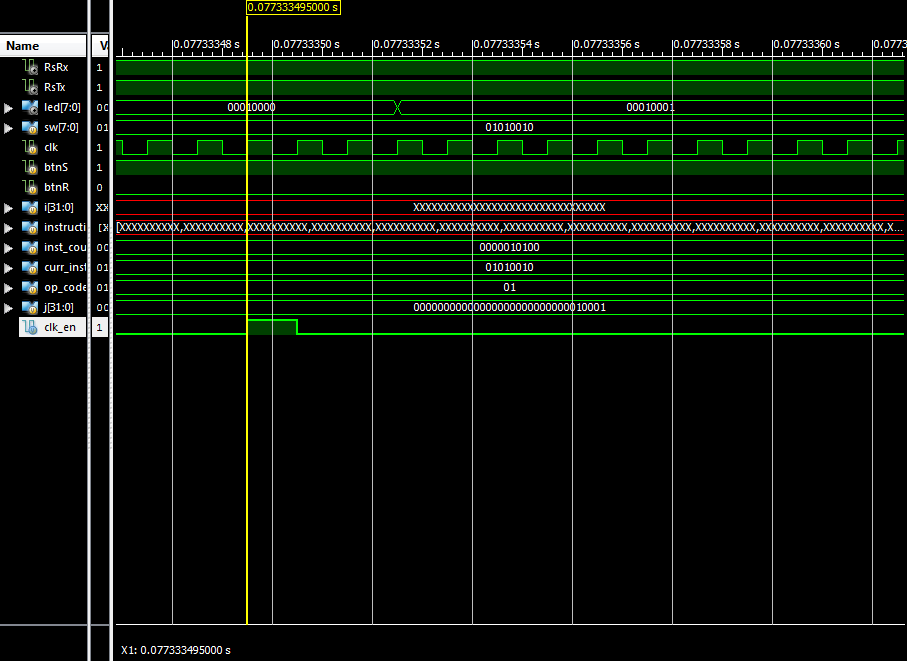 0.077333495000 s
Name V
0.07733348 s 0.07733350 s 0.07733352 s 0.07733354 s 0.07733356 s 0.07733358 s 0.07733360 s 0.0773
RsRx 1
RsTx 1
led[7:0] 00 00010000 00010001
sw[7:0] 01 01010010
clk 1
btnS 1
btnR 0
i[31:0] XX XXXXXXXXXXXXXXXXXXXXXXXXXXXXXXXX
instructi [X [XXXXXXXXXX,XXXXXXXXXX,XXXXXXXXXX,XXXXXXXXXX,XXXXXXXXXX,XXXXXXXXXX,XXXXXXXXXX,XXXXXXXXXX,XXXXXXXXXX,XXXXXXXXXX,XXXXXXXXXX,XXXXXXXXXX,X...
inst_cou 00 0000010100
curr_inst 01 01010010
op_code 01 01
j[31:0] 00 00000000000000000000000000010001
clk_en 1
X1: 0.077333495000 s